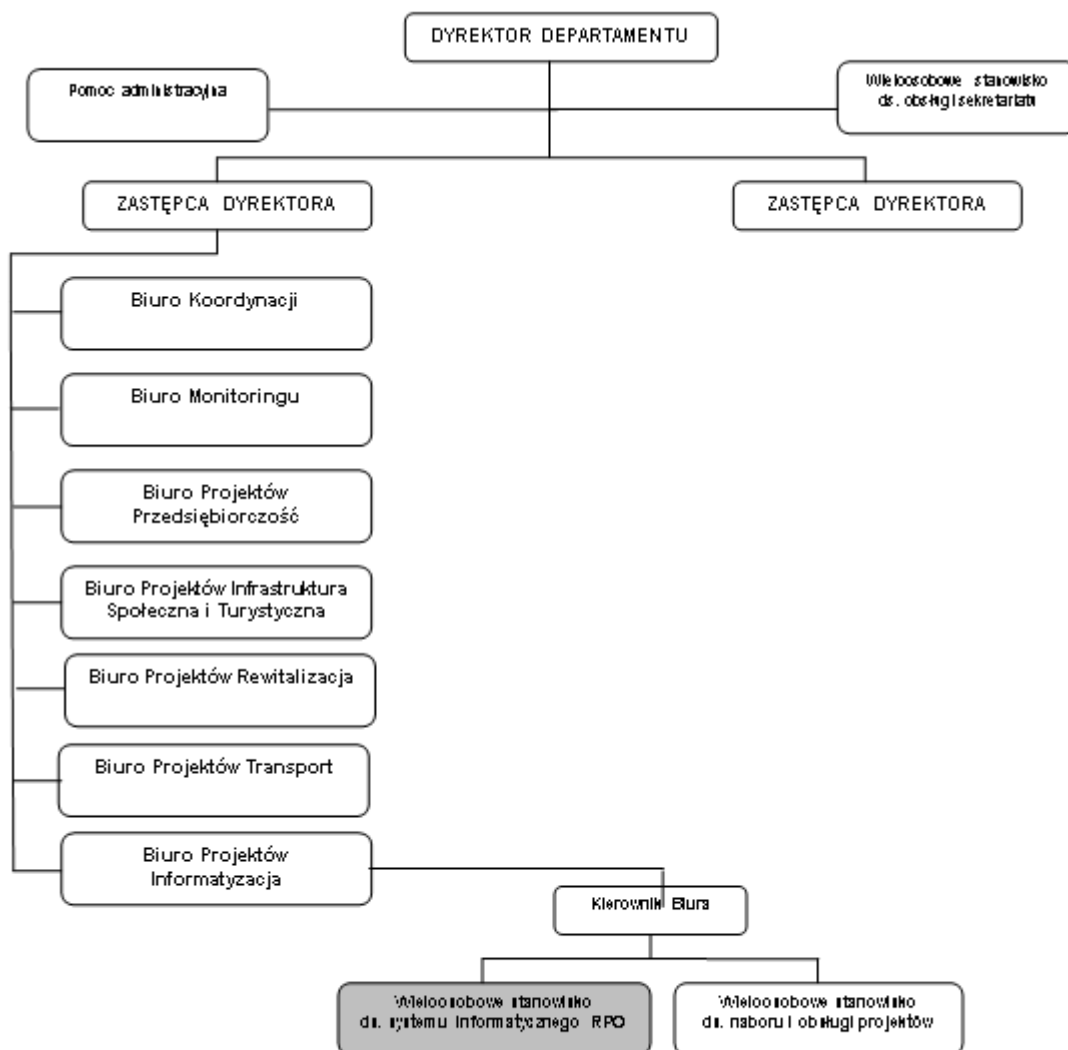 DYREKTOR DEPARTAMENTU
Pomoc administracyjna
Wieloosobowe stanowisko
ds. obsługi sekretariatu
ZASTĘPCA DYREKTORA
ZASTĘPCA DYREKTORA
Biuro Koordynacji
Biuro Monitoringu
Biuro Projektów
Przedsiębiorczość
Biuro Projektów Infrastruktura
Społeczna i Turystyczna
Biuro Projektów Rewitalizacja
Biuro Projektów Transport
Biuro Projektów
Informatyzacja
Kierownik Biura
Wieloosobowe stanowisko
ds. systemu informatycznego RPO
Wieloosobowe stanowisko
ds. naboru i obsługi projektów